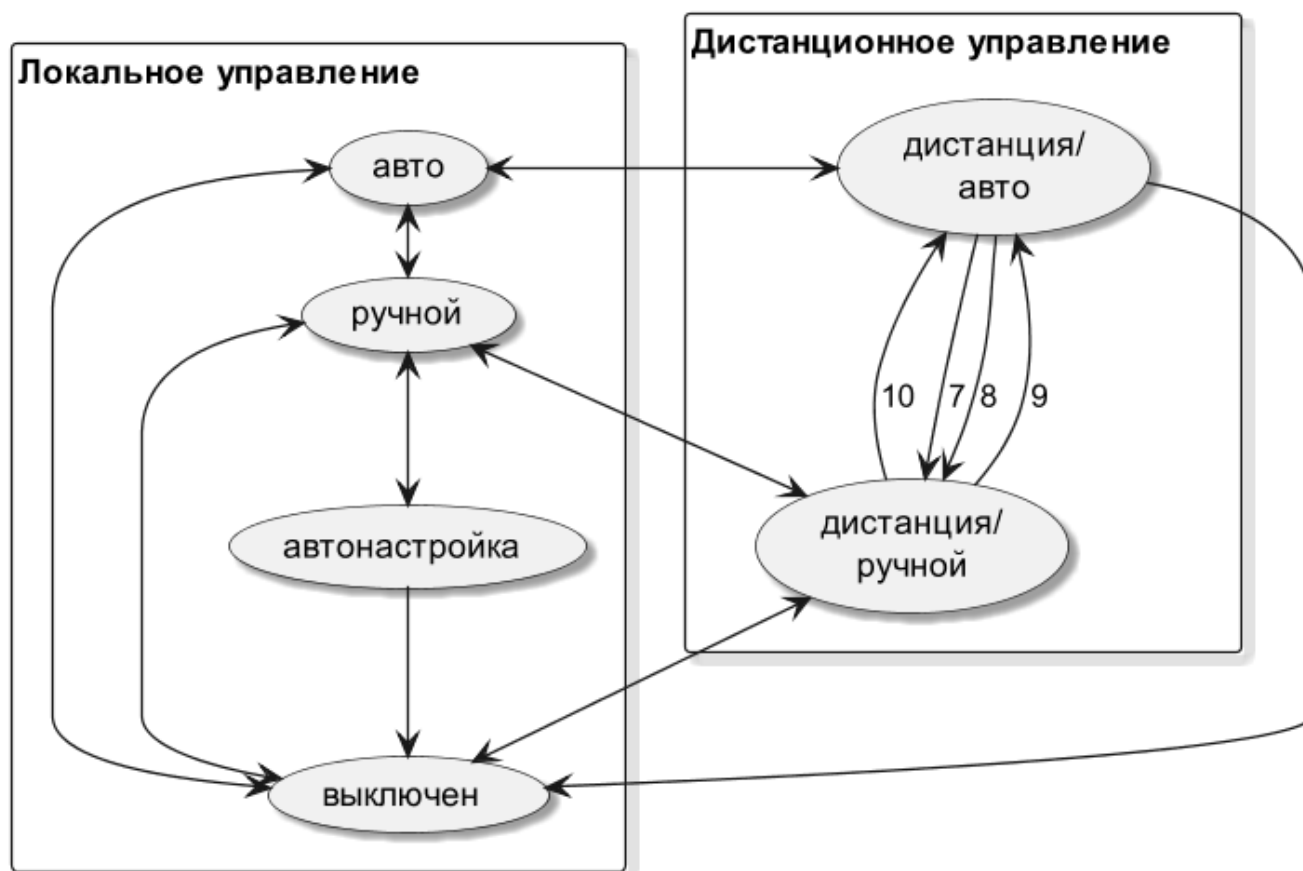 Локальное управление
авто
ручной
автонастройка
выключен
Дистанционное управление
дистанция/
авто
10
7
8
9
дистанция/
ручной